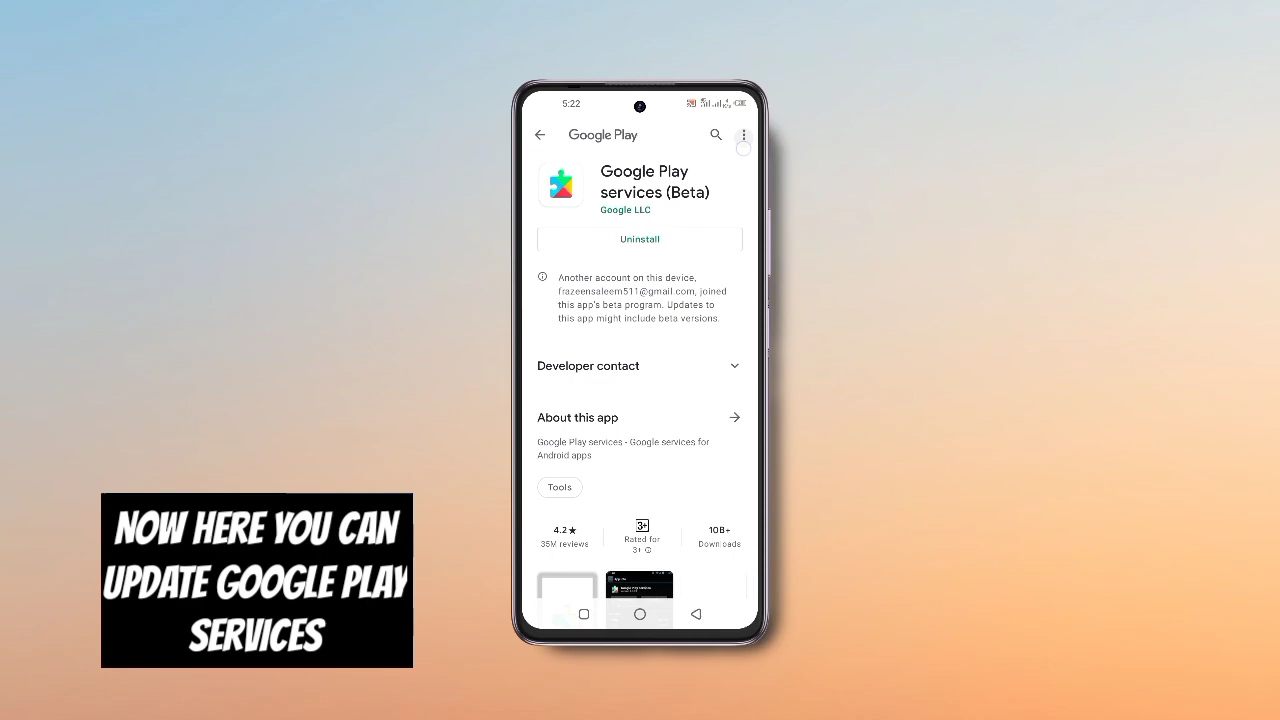 5:22
Google Play
Google Play
services (Beta)
Google LLC
Uninstall
Another account on this device,
frazeensaleem511@gmail.com, joined
this app's beta program. Updates to
this app might include beta versions.
Developer contact
About this app
Google Play services - Google services for
Android apps
Tools
4.2★
35M reviews
3+
Rated for
3+
10B+
Downloads
NOW HERE YOU CAN
UPDATE GOOGLE PLAY
SERVICES